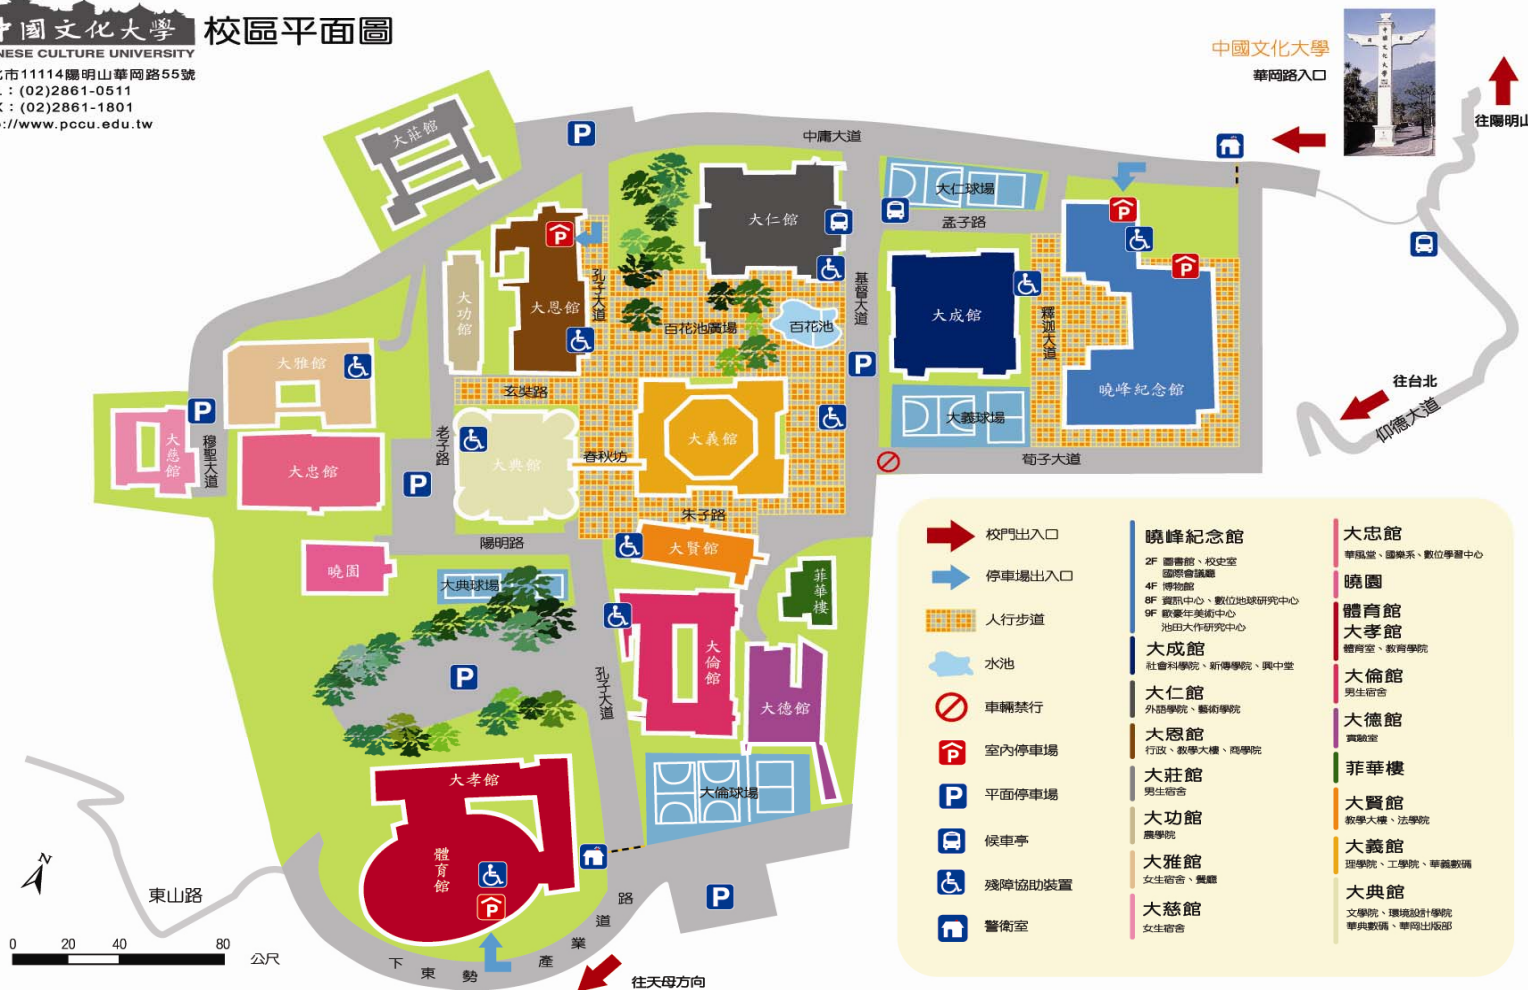 中國文化大學 校區平面圖
NESE CULTURE UNIVERSITY
市11114陽明山華岡路55號
: (02)2861-0511
: (02)2861-1801
://www.pccu.edu.tw
中國文化大學
華岡路入口
往陽明山
中庸大道
大莊館
大仁館
大仁球場
孟子路
孔子大道
大恩館
大功館
百花池廣場
百花池
基督大道
大成館
釋迦大道
曉峰紀念館
往台北
仰德大道
大雅館
玄奘路
大慈館
穆聖大道
大忠館
老子路
大典館
春秋坊
大義館
大義球場
荀子大道
朱子路
陽明路
大賢館
曉園
大典球場
菲華樓
大倫館
孔子大道
大德館
大倫球場
大孝館
體育館
N
東山路
0 20 40 80 公尺
下東勢產業道路
往天母方向
P
P
P
P
P
P
P
P
P
P
P
校門出入口
停車場出入口
人行步道
水池
車輛禁行
P 室內停車場
P 平面停車場
候車亭
殘障協助裝置
警衛室
曉峰紀念館
2F 圖書館、校史室
國際會議廳
4F 博物館
8F 資訊中心、數位地球研究中心
9F 歐豪年美術中心
池田大作研究中心
大成館
社會科學院、新傳學院、興中堂
大仁館
外語學院、藝術學院
大恩館
行政、教學大樓、商學院
大莊館
男生宿舍
大功館
農學院
大雅館
女生宿舍、餐廳
大慈館
女生宿舍
大忠館
華風堂、國樂系、數位學習中心
曉園
體育館
大孝館
體育室、教育學院
大倫館
男生宿舍
大德館
實驗室
菲華樓
大賢館
教學大樓、法學院
大義館
理學院、工學院、華義數碼
大典館
文學院、環境設計學院
華典數碼、華岡出版部